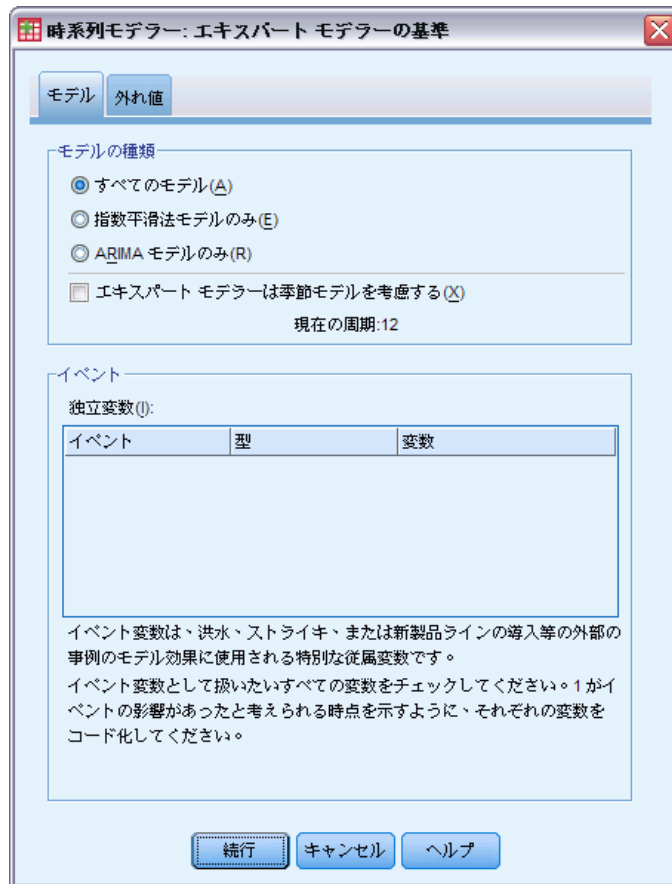 時系列モデラー: エキスパート モデラーの基準
モデル 外れ値
モデルの種類
すべてのモデル(A)
指数平滑法モデルのみ(E)
ARIMA モデルのみ(R)
エキスパート モデラーは季節モデルを考慮する(X)
現在の周期:12
イベント
独立変数(I):
イベント 型 変数
イベント変数は、洪水、ストライキ、または新製品ラインの導入等の外部の
事例のモデル効果に使用される特別な従属変数です。
イベント変数として扱いたいすべての変数をチェックしてください。1 がイ
ベントの影響があったと考えられる時点を示すように、それぞれの変数を
コード化してください。
続行 キャンセル ヘルプ